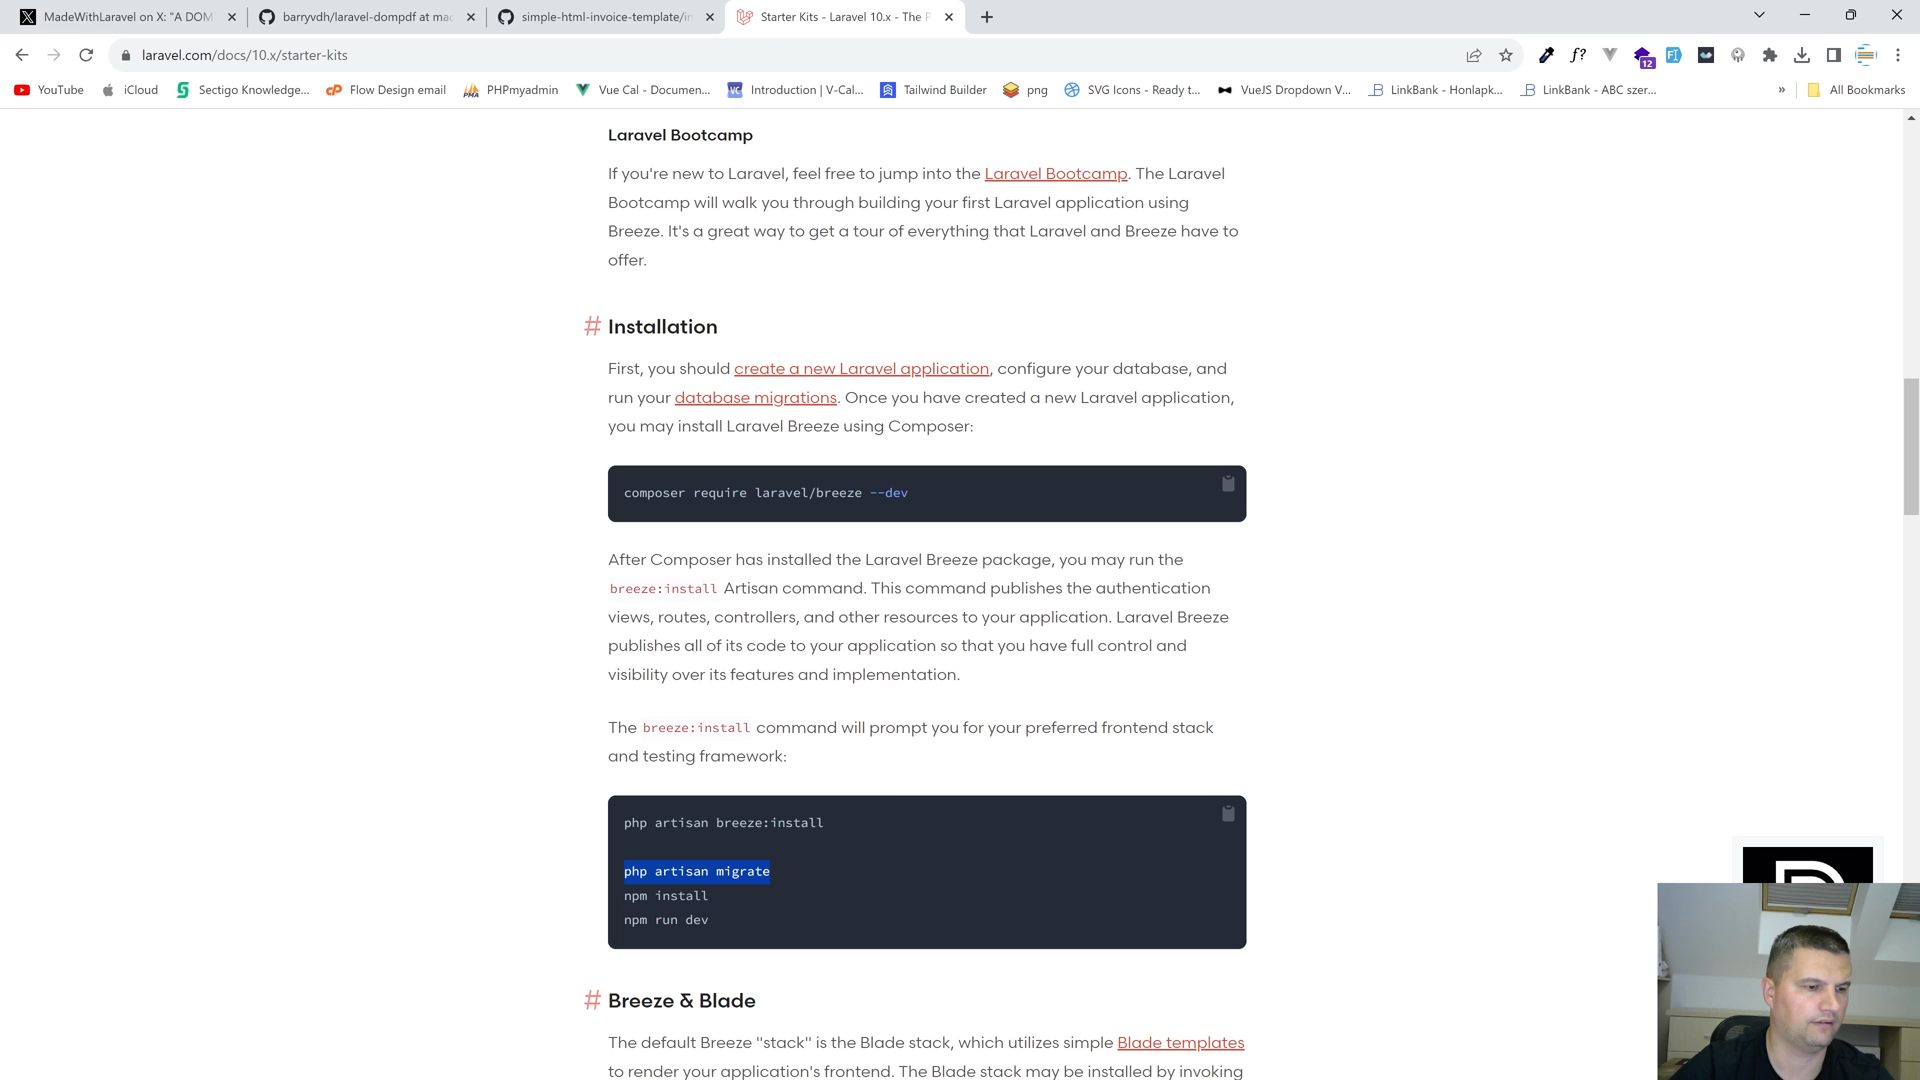 MadeWithLaravel on X: "A DOM
barryvdh/laravel-dompdf at mac
simple-html-invoice-template/in
Starter Kits - Laravel 10.x - The P
laravel.com/docs/10.x/starter-kits
12
YouTube
iCloud
Sectigo Knowledge...
Flow Design email
PHPmyadmin
Vue Cal - Documen...
Introduction | V-Cal...
Tailwind Builder
png
SVG Icons - Ready t...
VueJS Dropdown V...
LinkBank - Honlapk...
LinkBank - ABC szer...
»
All Bookmarks
Laravel Bootcamp
If you're new to Laravel, feel free to jump into the Laravel Bootcamp. The Laravel
Bootcamp will walk you through building your first Laravel application using
Breeze. It's a great way to get a tour of everything that Laravel and Breeze have to
offer.
# Installation
First, you should create a new Laravel application, configure your database, and
run your database migrations. Once you have created a new Laravel application,
you may install Laravel Breeze using Composer:
composer require laravel/breeze --dev
After Composer has installed the Laravel Breeze package, you may run the
breeze:install Artisan command. This command publishes the authentication
views, routes, controllers, and other resources to your application. Laravel Breeze
publishes all of its code to your application so that you have full control and
visibility over its features and implementation.
The breeze:install command will prompt you for your preferred frontend stack
and testing framework:
php artisan breeze:install
php artisan migrate
npm install
npm run dev
# Breeze & Blade
The default Breeze "stack" is the Blade stack, which utilizes simple Blade templates
to render your application's frontend. The Blade stack may be installed by invoking